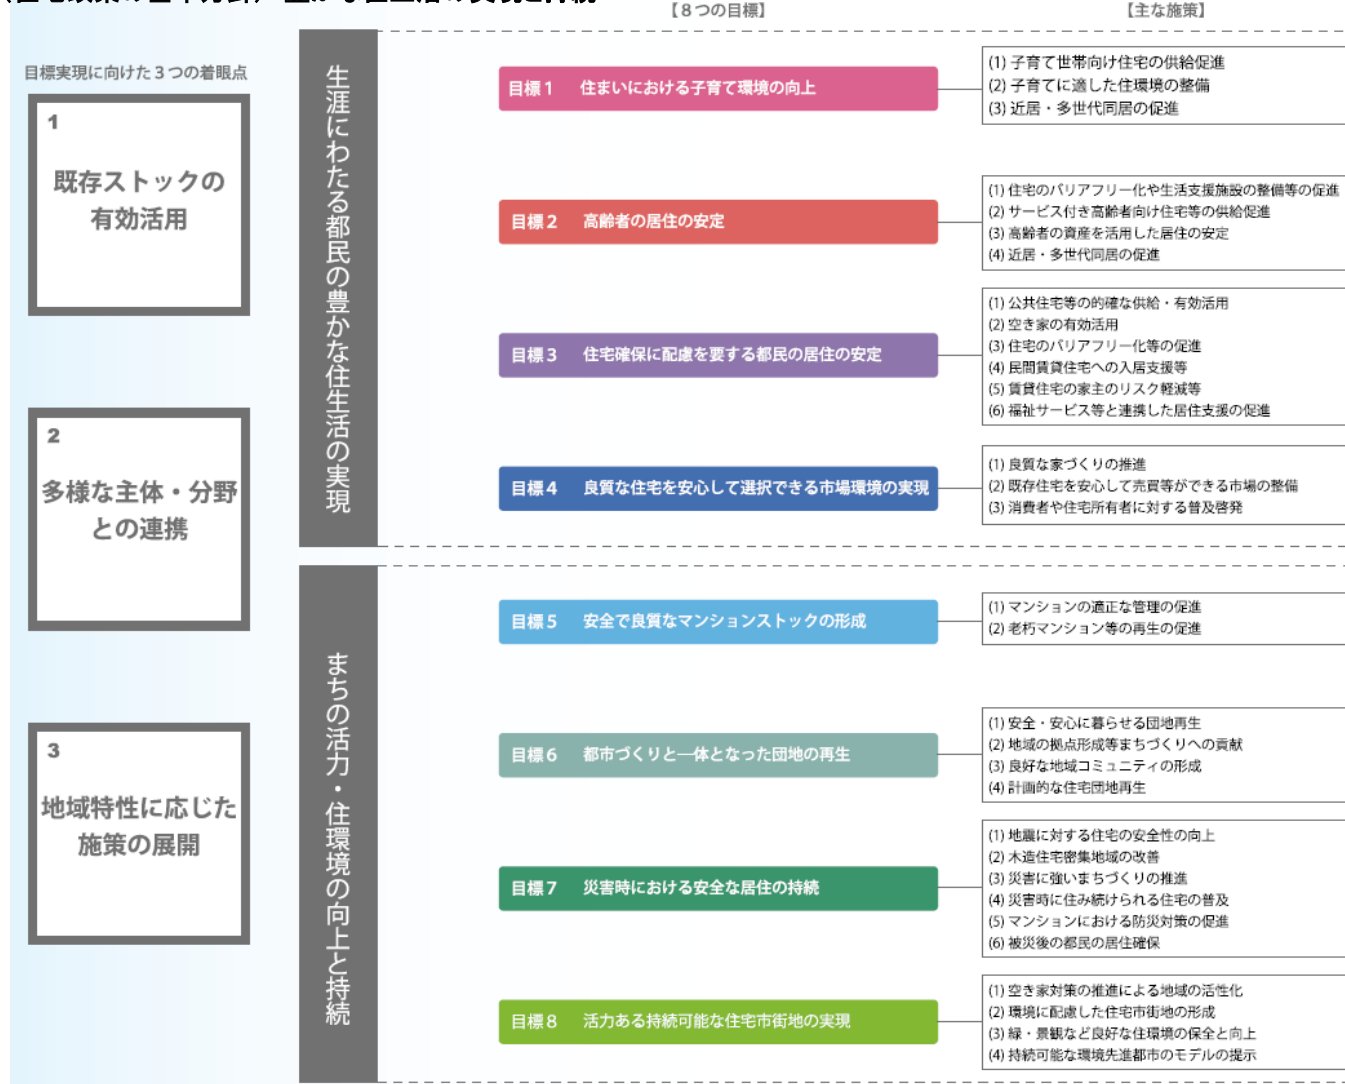 【8つの目標】
【主な施策】
目標実現に向けた3つの着眼点
1
既存ストックの
有効活用
2
多様な主体・分野
との連携
3
地域特性に応じた
施策の展開
生涯にわたる都民の豊かな住生活の実現
目標1 住まいにおける子育て環境の向上
(1) 子育て世帯向け住宅の供給促進
(2) 子育てに適した住環境の整備
(3) 近居・多世代同居の促進
目標2 高齢者の居住の安定
(1) 住宅のバリアフリー化や生活支援施設の整備等の促進
(2) サービス付き高齢者向け住宅等の供給促進
(3) 高齢者の資産を活用した居住の安定
(4) 近居・多世代同居の促進
目標3 住宅確保に配慮を要する都民の居住の安定
(1) 公共住宅等の的確な供給・有効活用
(2) 空き家の有効活用
(3) 住宅のバリアフリー化等の促進
(4) 民間賃貸住宅への入居支援等
(5) 賃貸住宅の家主のリスク軽減等
(6) 福祉サービス等と連携した居住支援の促進
目標4 良質な住宅を安心して選択できる市場環境の実現
(1) 良質な家づくりの推進
(2) 既存住宅を安心して売買等ができる市場の整備
(3) 消費者や住宅所有者に対する普及啓発
まちの活力・住環境の向上と持続
目標5 安全で良質なマンションストックの形成
(1) マンションの適正な管理の促進
(2) 老朽マンション等の再生の促進
目標6 都市づくりと一体となった団地の再生
(1) 安全・安心に暮らせる団地再生
(2) 地域の拠点形成等まちづくりへの貢献
(3) 良好な地域コミュニティの形成
(4) 計画的な住宅団地再生
目標7 災害時における安全な居住の持続
(1) 地震に対する住宅の安全性の向上
(2) 木造住宅密集地域の改善
(3) 災害に強いまちづくりの推進
(4) 災害時に住み続けられる住宅の普及
(5) マンションにおける防災対策の促進
(6) 被災後の都民の居住確保
目標8 活力ある持続可能な住宅市街地の実現
(1) 空き家対策の推進による地域の活性化
(2) 環境に配慮した住宅市街地の形成
(3) 緑・景観など良好な住環境の保全と向上
(4) 持続可能な環境先進都市のモデルの提示